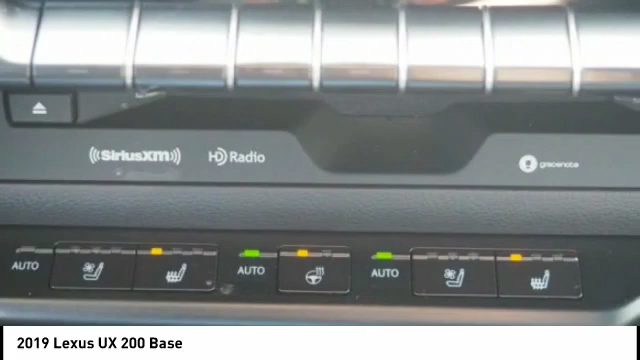 ((SiriusXM))
HD Radio
gracenote
AUTO
AUTO
AUTO
2019 Lexus UX 200 Base